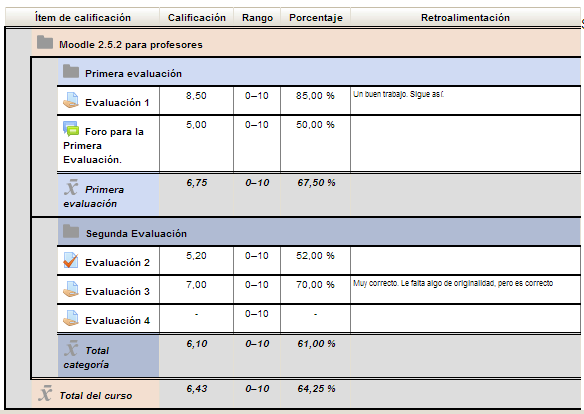 Ítem de calificación Calificación Rango Porcentaje Retroalimentación
Moodle 2.5.2 para profesores
Primera evaluación
Evaluación 1 8,50 0–10 85,00 % Un buen trabajo. Sigue así.
Foro para la 5,00 0–10 50,00 %
Primera
Evaluación.
Primera 6,75 0–10 67,50 %
evaluación
Segunda Evaluación
Evaluación 2 5,20 0–10 52,00 %
Evaluación 3 7,00 0–10 70,00 % Muy correcto. Le falta algo de originalidad, pero es correcto
Evaluación 4 - 0–10 -
Total 6,10 0–10 61,00 %
categoría
Total del curso 6,43 0–10 64,25 %